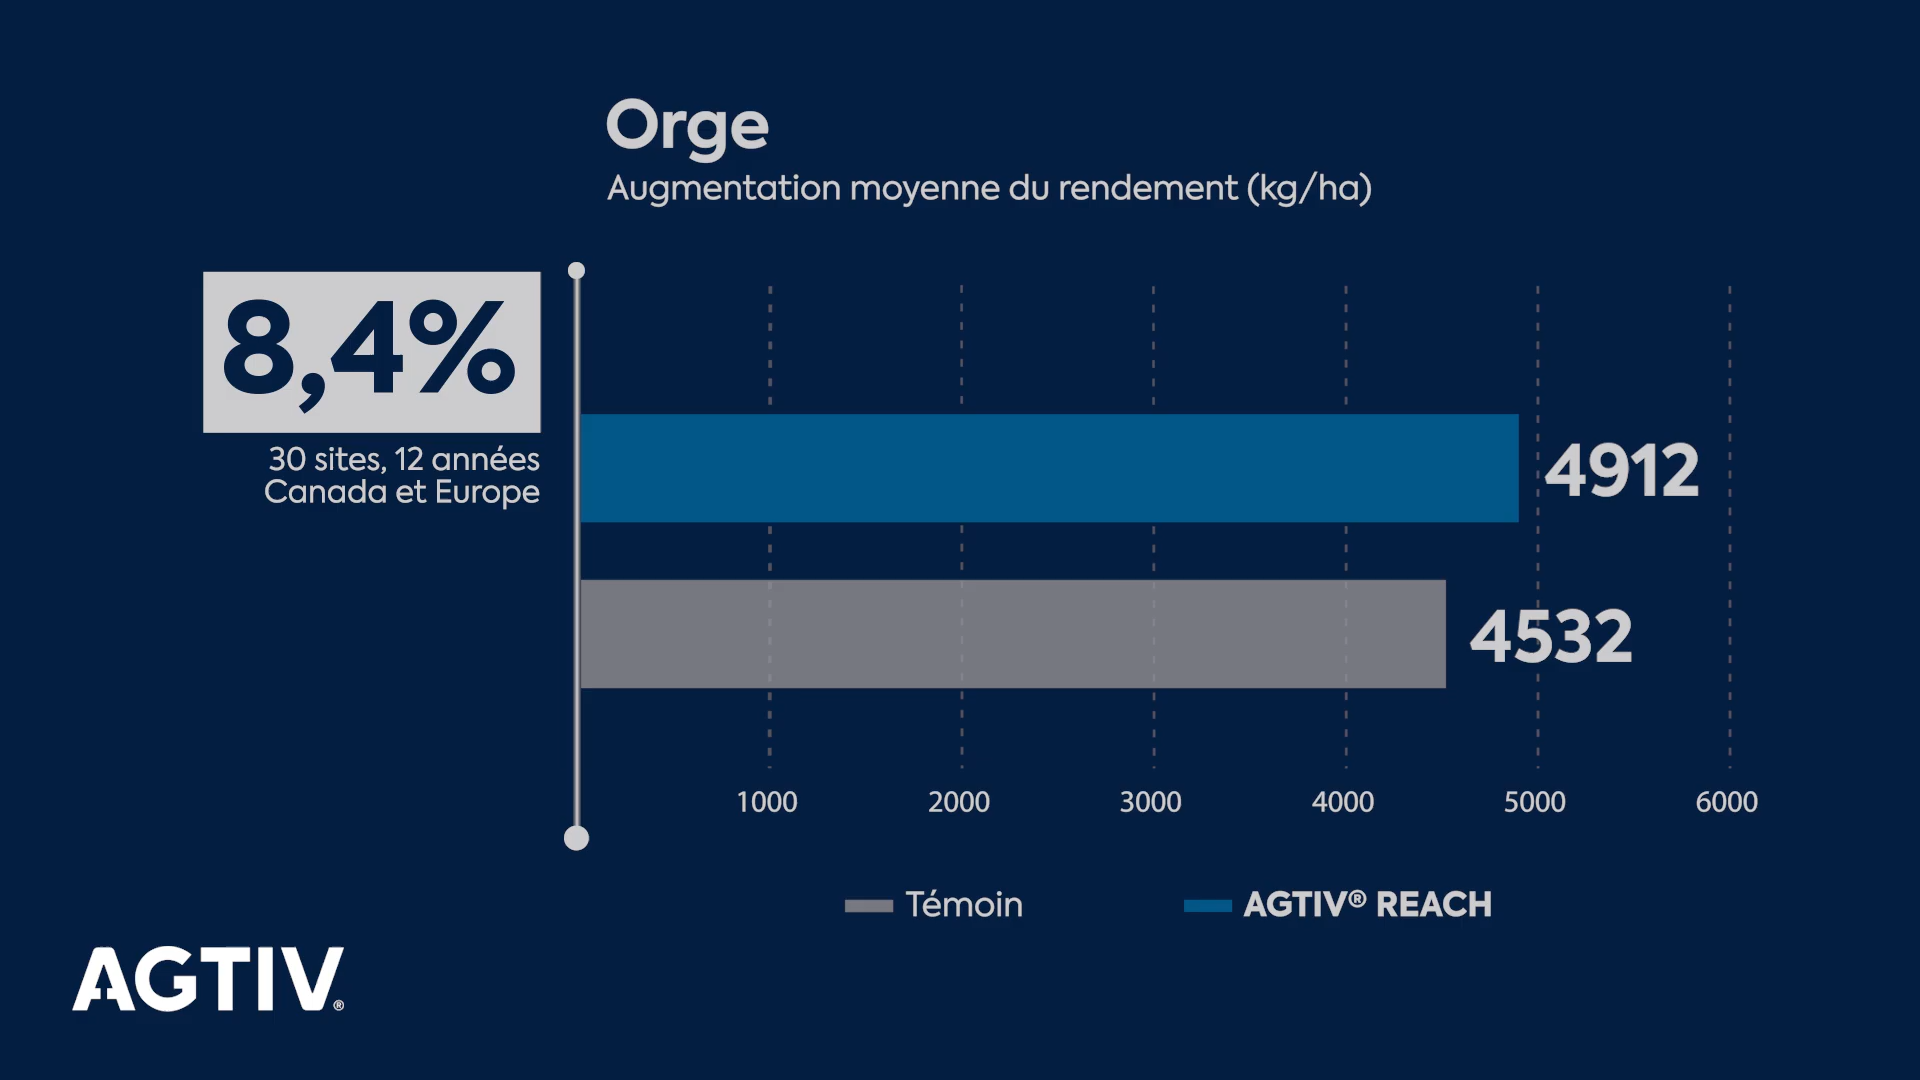 Orge
Augmentation moyenne du rendement (kg/ha)
8,4%
30 sites, 12 années
Canada et Europe
4912
4532
1000 2000 3000 4000 5000 6000
Témoin AGTIV® REACH
AGTIV®